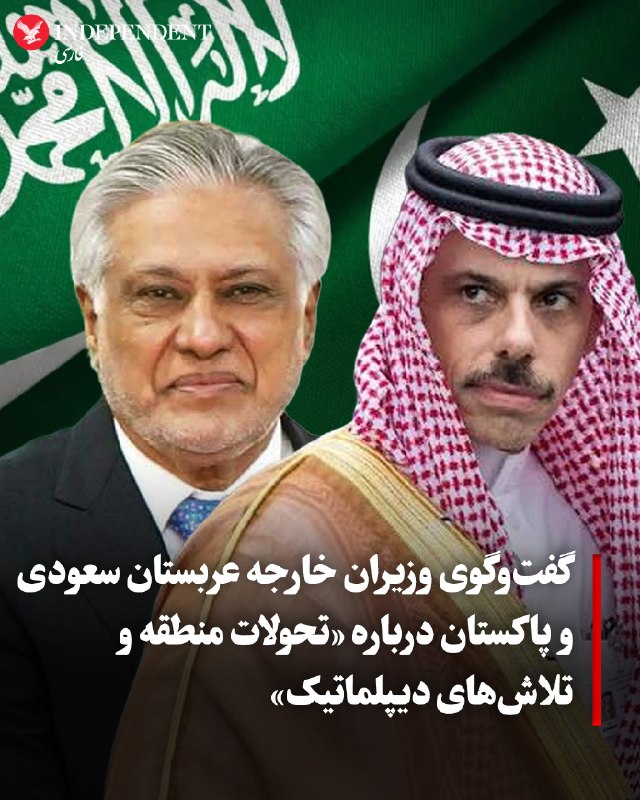 INDEPENDENT
فارسی
گفت‌وگوی وزیران خارجه عربستان سعودی
و پاکستان درباره «تحولات منطقه و
تلاش‌های دیپلماتیک»